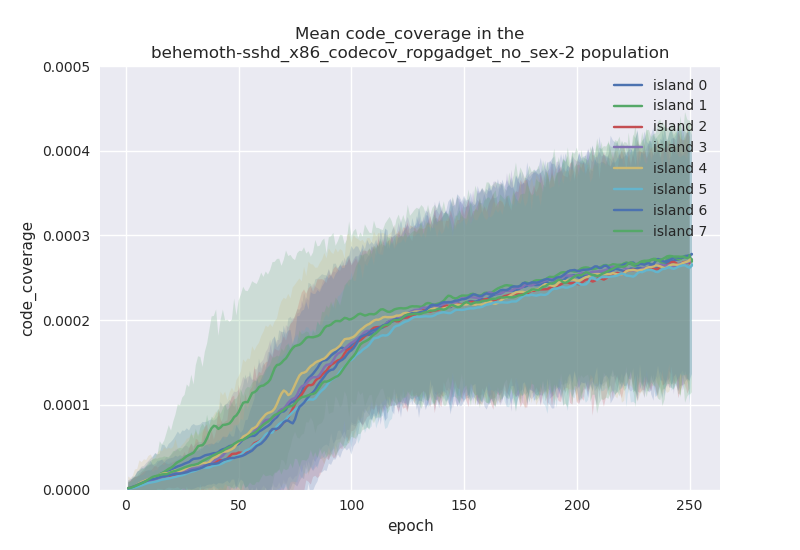 Mean code_coverage in the
behemoth-sshd_x86_codecov_ropgadget_no_sex-2 population
0.0005
0.0004
0.0003
0.0002
0.0001
0.0000
code_coverage
island 0
island 1
island 2
island 3
island 4
island 5
island 6
island 7
0 50 100 150 200 250
epoch